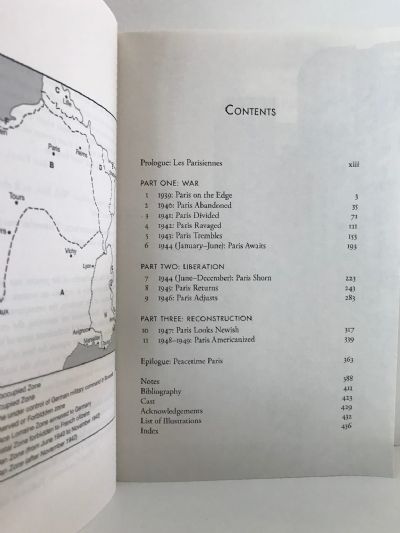 Lille
Paris
Reims
B
Tours
Vichy
Lyon
A
Avignon
Marseille
CONTENTS
Prologue: Les Parisiennes xiii
PART ONE: WAR
1 1939: Paris on the Edge 3
2 1940: Paris Abandoned 35
3 1941: Paris Divided 71
4 1942: Paris Ravaged 111
5 1943: Paris Trembles 155
6 1944 (January–June): Paris Awaits 193
PART TWO: LIBERATION
7 1944 (June–December): Paris Shorn 223
8 1945: Paris Returns 243
9 1946: Paris Adjusts 283
PART THREE: RECONSTRUCTION
10 1947: Paris Looks Newish 317
11 1948–1949: Paris Americanized 339
Epilogue: Peacetime Paris 363
Notes 388
Bibliography 411
Cast 423
Acknowledgements 429
List of Illustrations 432
Index 436